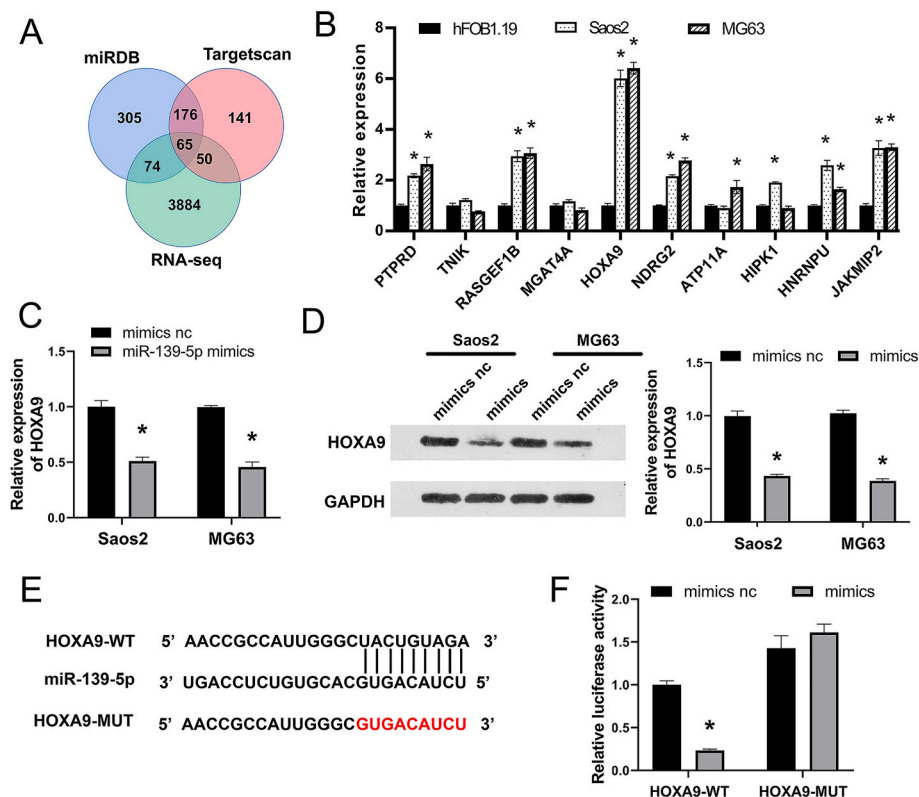 A
miRDB
Targetscan
305
176
141
65
74
50
3884
RNA-seq
B
hFOB1.19
Saos2
MG63
Relative expression
8
6
4
2
0
* * * * * * * * * * * * * *
PTPRD
TNIK
RASGEF1B
MGAT4A
HOXA9
NDRG2
ATP11A
HIPK1
HNRNPU
JAKMIP2
C
mimics nc
miR-139-5p mimics
Relative expression
of HOXA9
1.5
1.0
0.5
0.0
* *
Saos2
MG63
D
Saos2
MG63
mimics nc
mimics
mimics nc
mimics
HOXA9
GAPDH
mimics nc
mimics
Relative expression
of HOXA9
1.5
1.0
0.5
0.0
* *
Saos2
MG63
E
HOXA9-WT 5’ AACCGCCAUUGGGCUACUGUAGA 3’
miR-139-5p 3’ UGACCUCUGUGCACGUGACAUCU 5’
HOXA9-MUT 5’ AACCGCCAUUGGGCGUGACAUCU 3’
F
mimics nc
mimics
Relative luciferase activity
2.0
1.5
1.0
0.5
0.0
*
HOXA9-WT
HOXA9-MUT